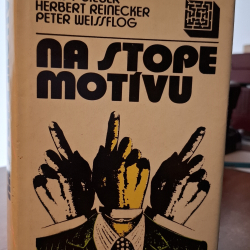 HERBERT REINECKER
PETER WEISSFLOG
NA STOPE
MOTÍVU